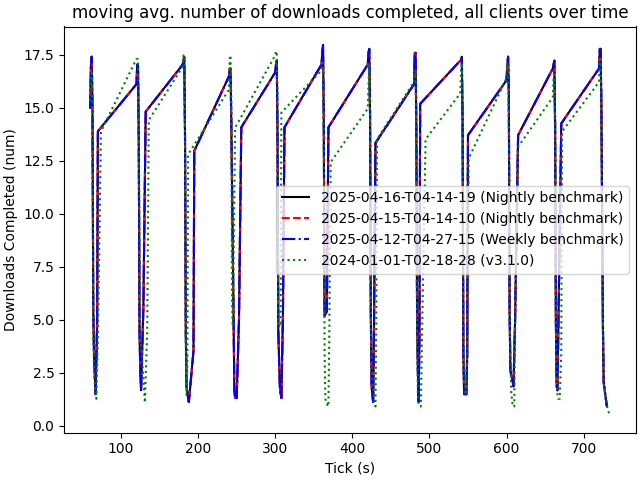 moving avg. number of downloads completed, all clients over time
Downloads Completed (num)
17.5
15.0
12.5
10.0
7.5
5.0
2.5
0.0
2025-04-16-T04-14-19 (Nightly benchmark)
2025-04-15-T04-14-10 (Nightly benchmark)
2025-04-12-T04-27-15 (Weekly benchmark)
2024-01-01-T02-18-28 (v3.1.0)
100 200 300 400 500 600 700
Tick (s)